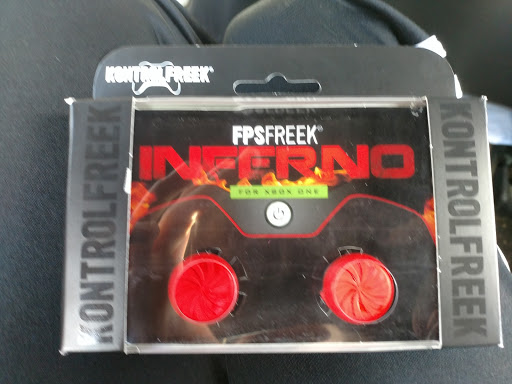 KONTROLFREEK
KONTROLFREEK
FPSFREEK®
INFERNO
FOR XBOX ONE
KONTROLFREEK